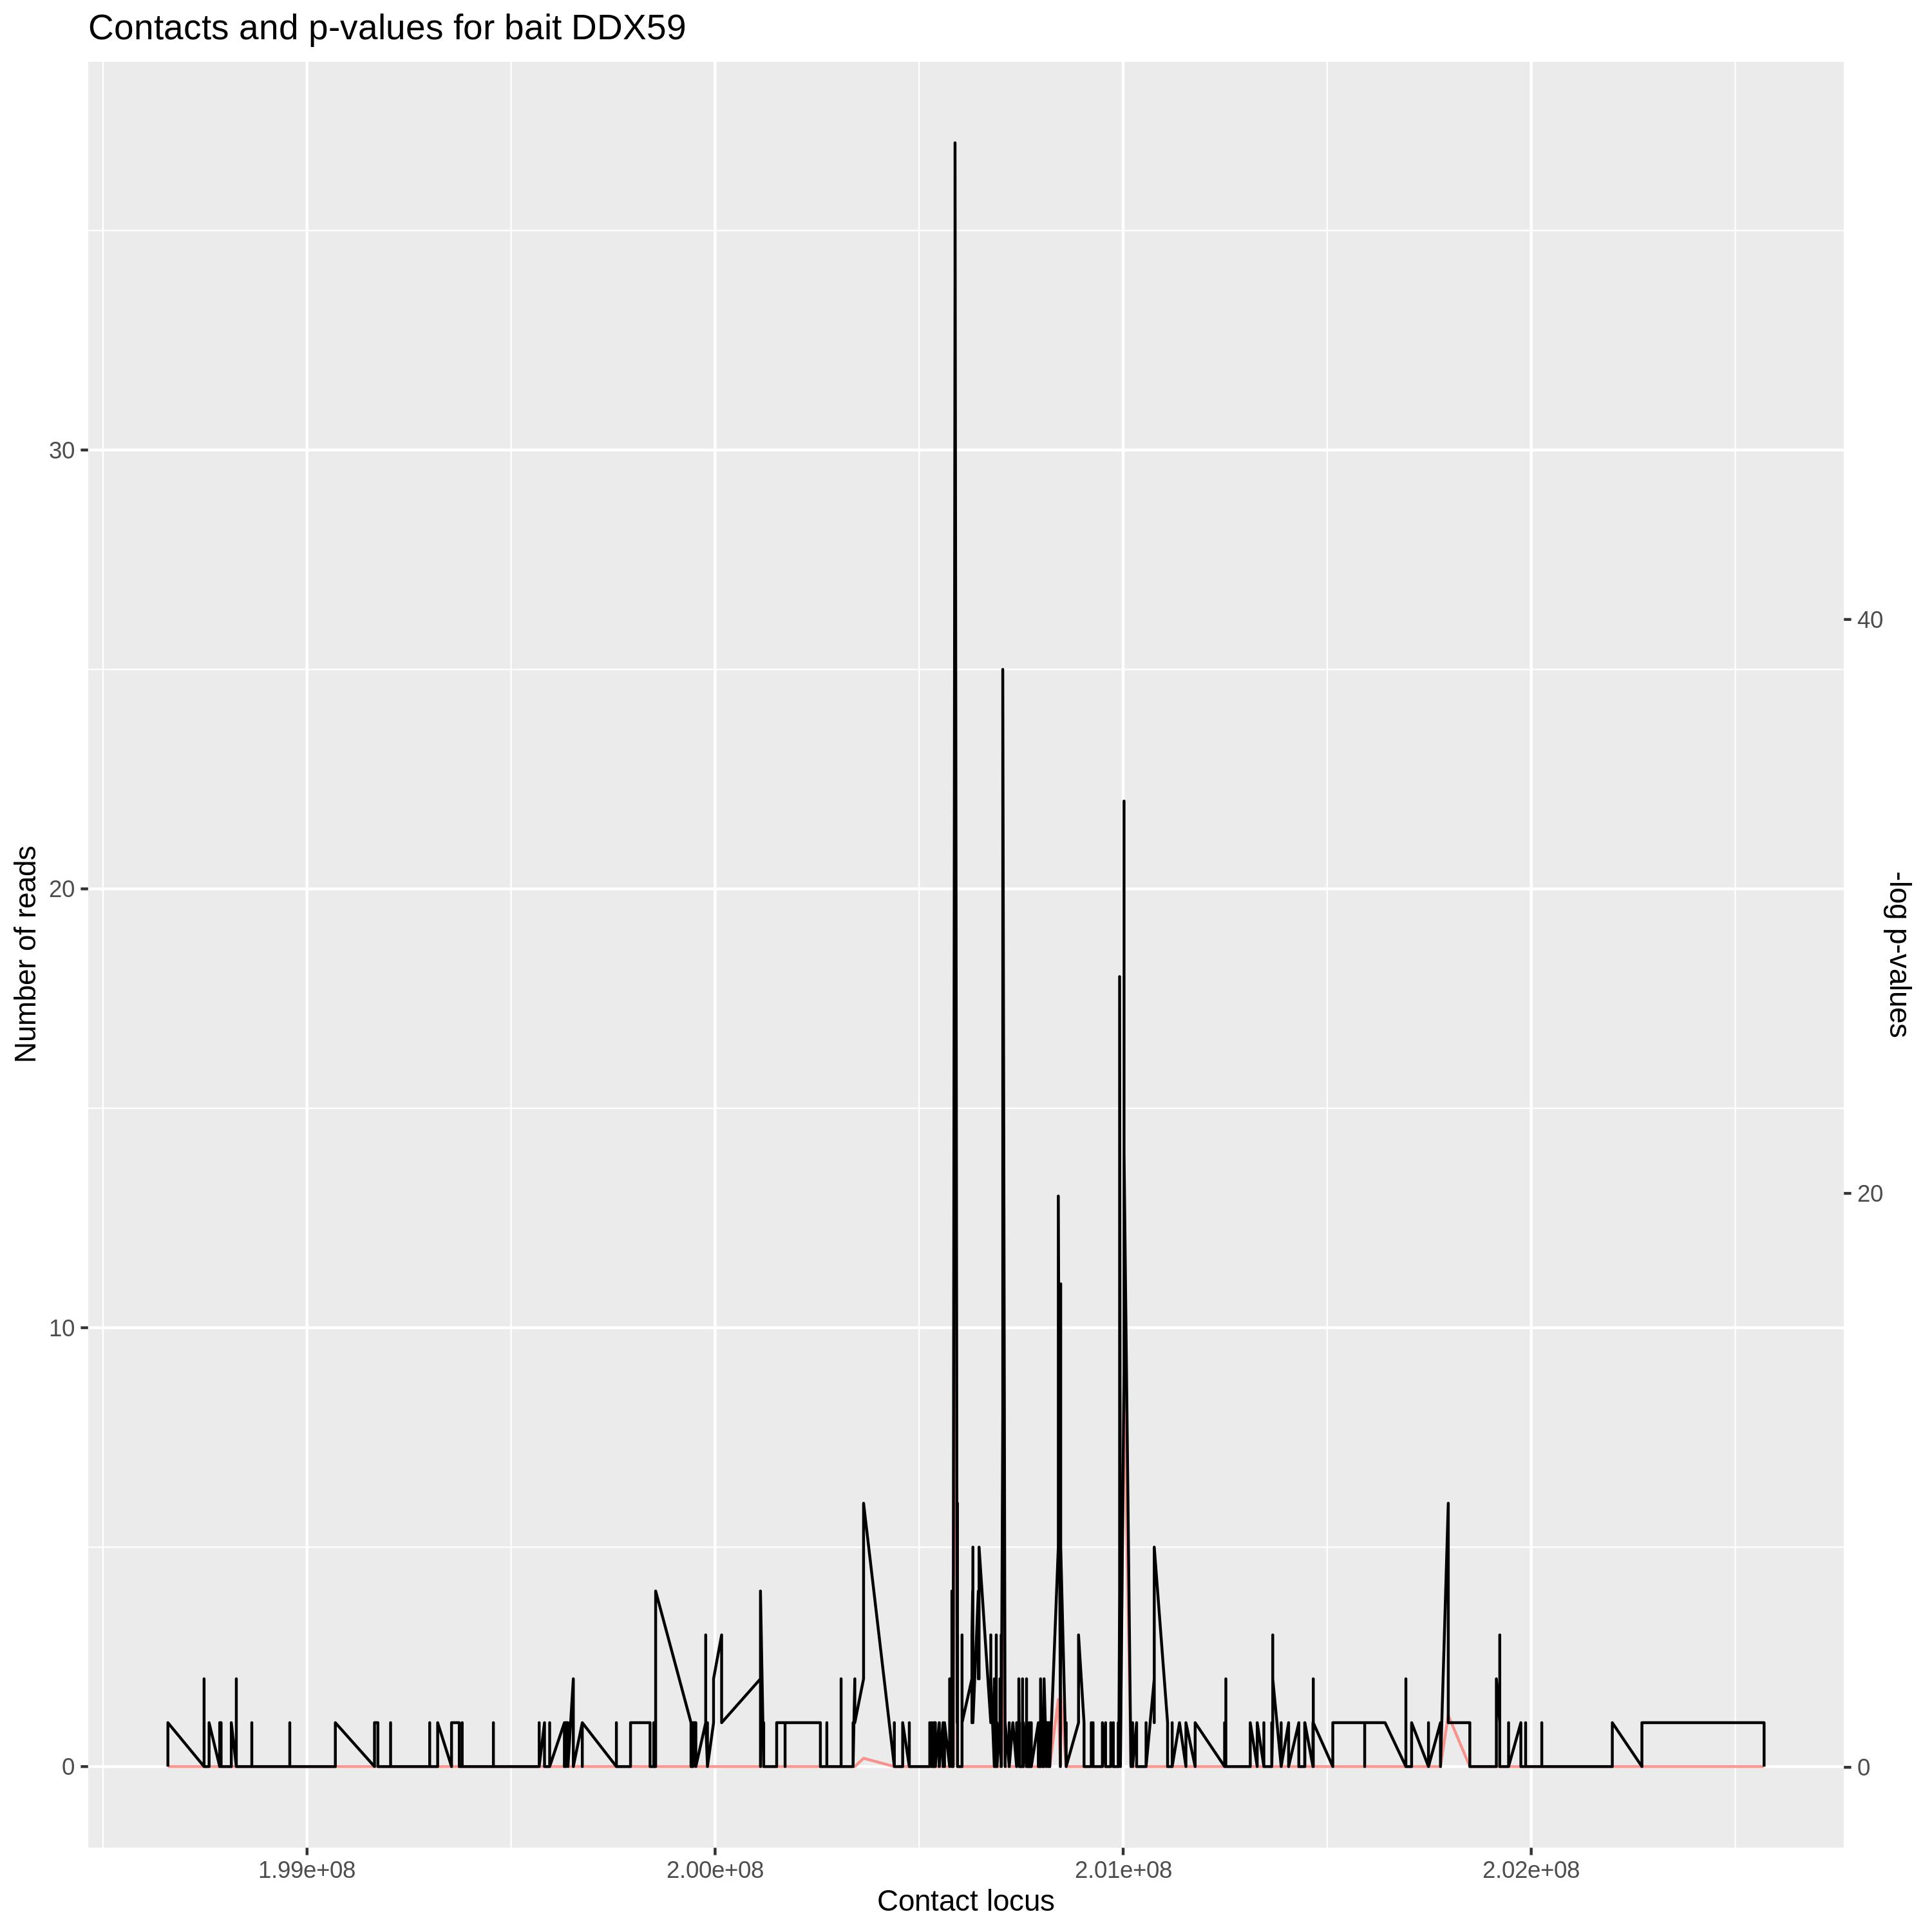 Contacts and p-values for bait DDX59
Number of reads
30
20
10
0
40
20
0
-log p-values
1.99e+08 2.00e+08 2.01e+08 2.02e+08
Contact locus